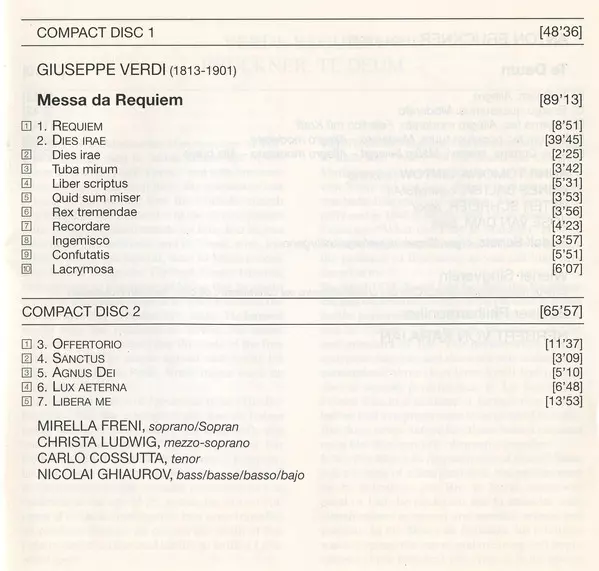 COMPACT DISC 1 [48'36]
GIUSEPPE VERDI (1813-1901)
Messa da Requiem [89'13]
1 1. REQUIEM [8'51]
2. DIES IRAE [39'45]
2 Dies irae [2'25]
3 Tuba mirum [3'42]
4 Liber scriptus [5'31]
5 Quid sum miser [3'53]
6 Rex tremendae [3'56]
7 Recordare [4'23]
8 Ingemisco [3'57]
9 Confutatis [5'51]
10 Lacrymosa [6'07]
COMPACT DISC 2 [65'57]
1 3. OFFERTORIO [11'37]
2 4. SANCTUS [3'09]
3 5. AGNUS DEI [5'10]
4 6. LUX AETERNA [6'48]
5 7. LIBERA ME [13'53]
MIRELLA FRENI, soprano/Sopran
CHRISTA LUDWIG, mezzo-soprano
CARLO COSSUTTA, tenor
NICOLAI GHIAUROV, bass/basse/basso/bajo